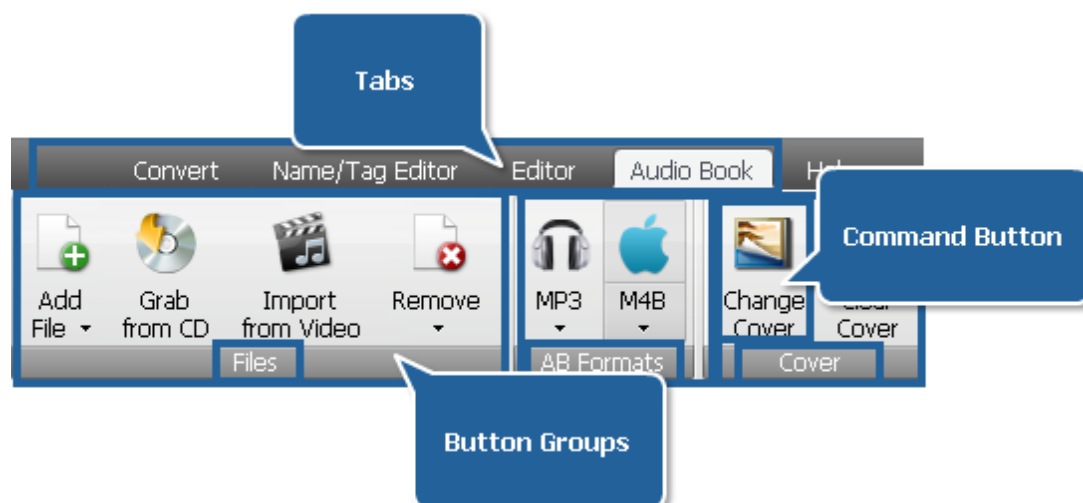 Tabs
Convert Name/Tag Editor Editor Audio Book
Command Button
Add File
Grab from CD
Import from Video
Remove
MP3
M4B
Change Cover
Cover
Files
AB Formats
Cover
Button Groups